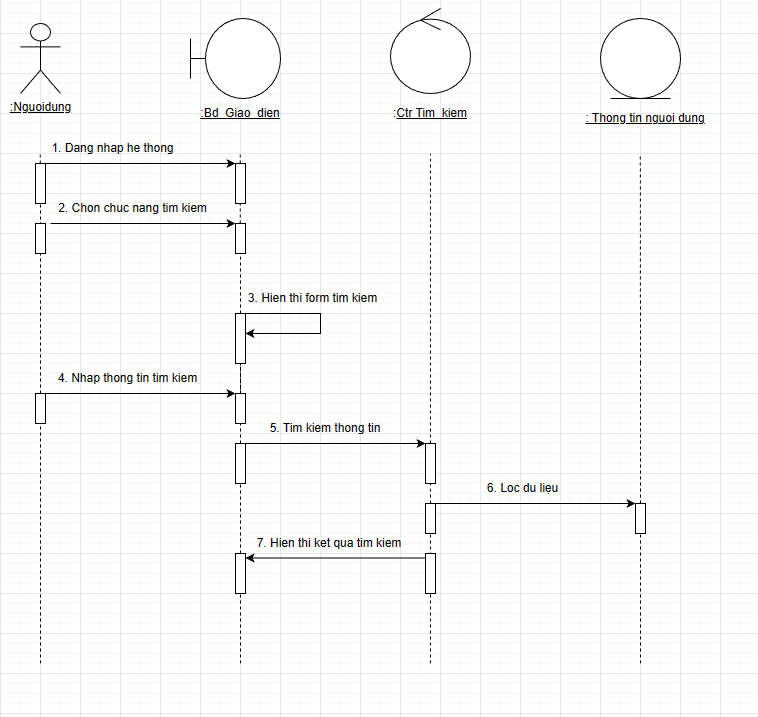 :Nguoidung
:Bd_Giao_dien
:Ctr Tim_kiem
: Thong tin nguoi dung
1. Dang nhap he thong
2. Chon chuc nang tim kiem
3. Hien thi form tim kiem
4. Nhap thong tin tim kiem
5. Tim kiem thong tin
6. Loc du liẹu
7. Hien thi ket qua tim kiem